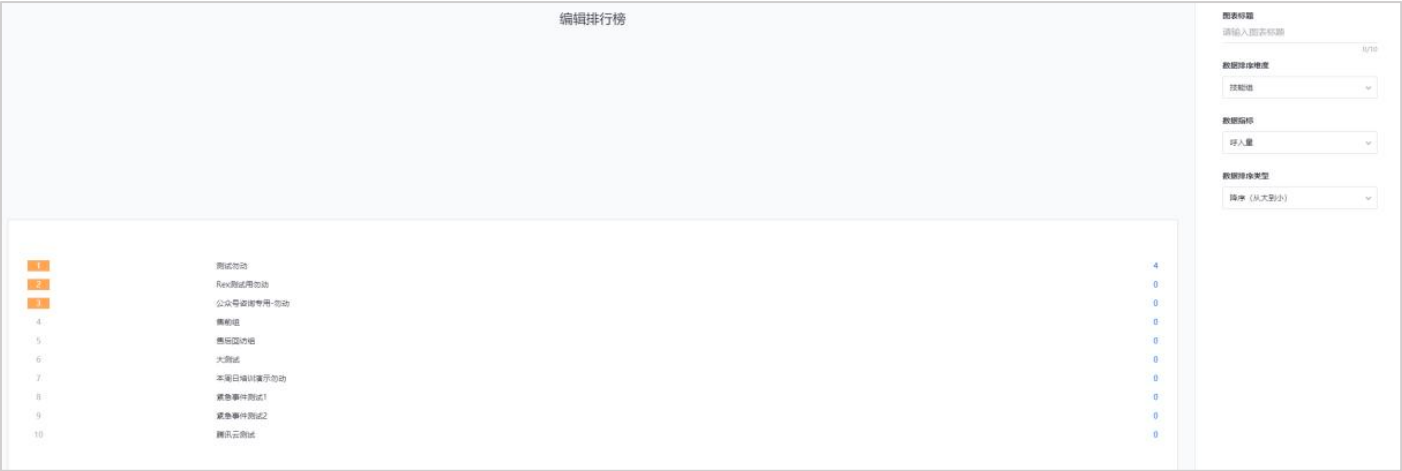 编辑排行榜
图表标题
请输入图表标题
0/10
数据排序维度
技能组
数据指标
呼入量
数据排序类型
降序（从大到小）
1 测试勿动 4
2 Rex测试用勿动 0
3 公众号咨询专用-勿动 0
4 售前组 0
5 售后回访组 0
6 大测试 0
7 本周日培训演示勿动 0
8 紧急事件测试1 0
9 紧急事件测试2 0
10 腾讯云测试 0